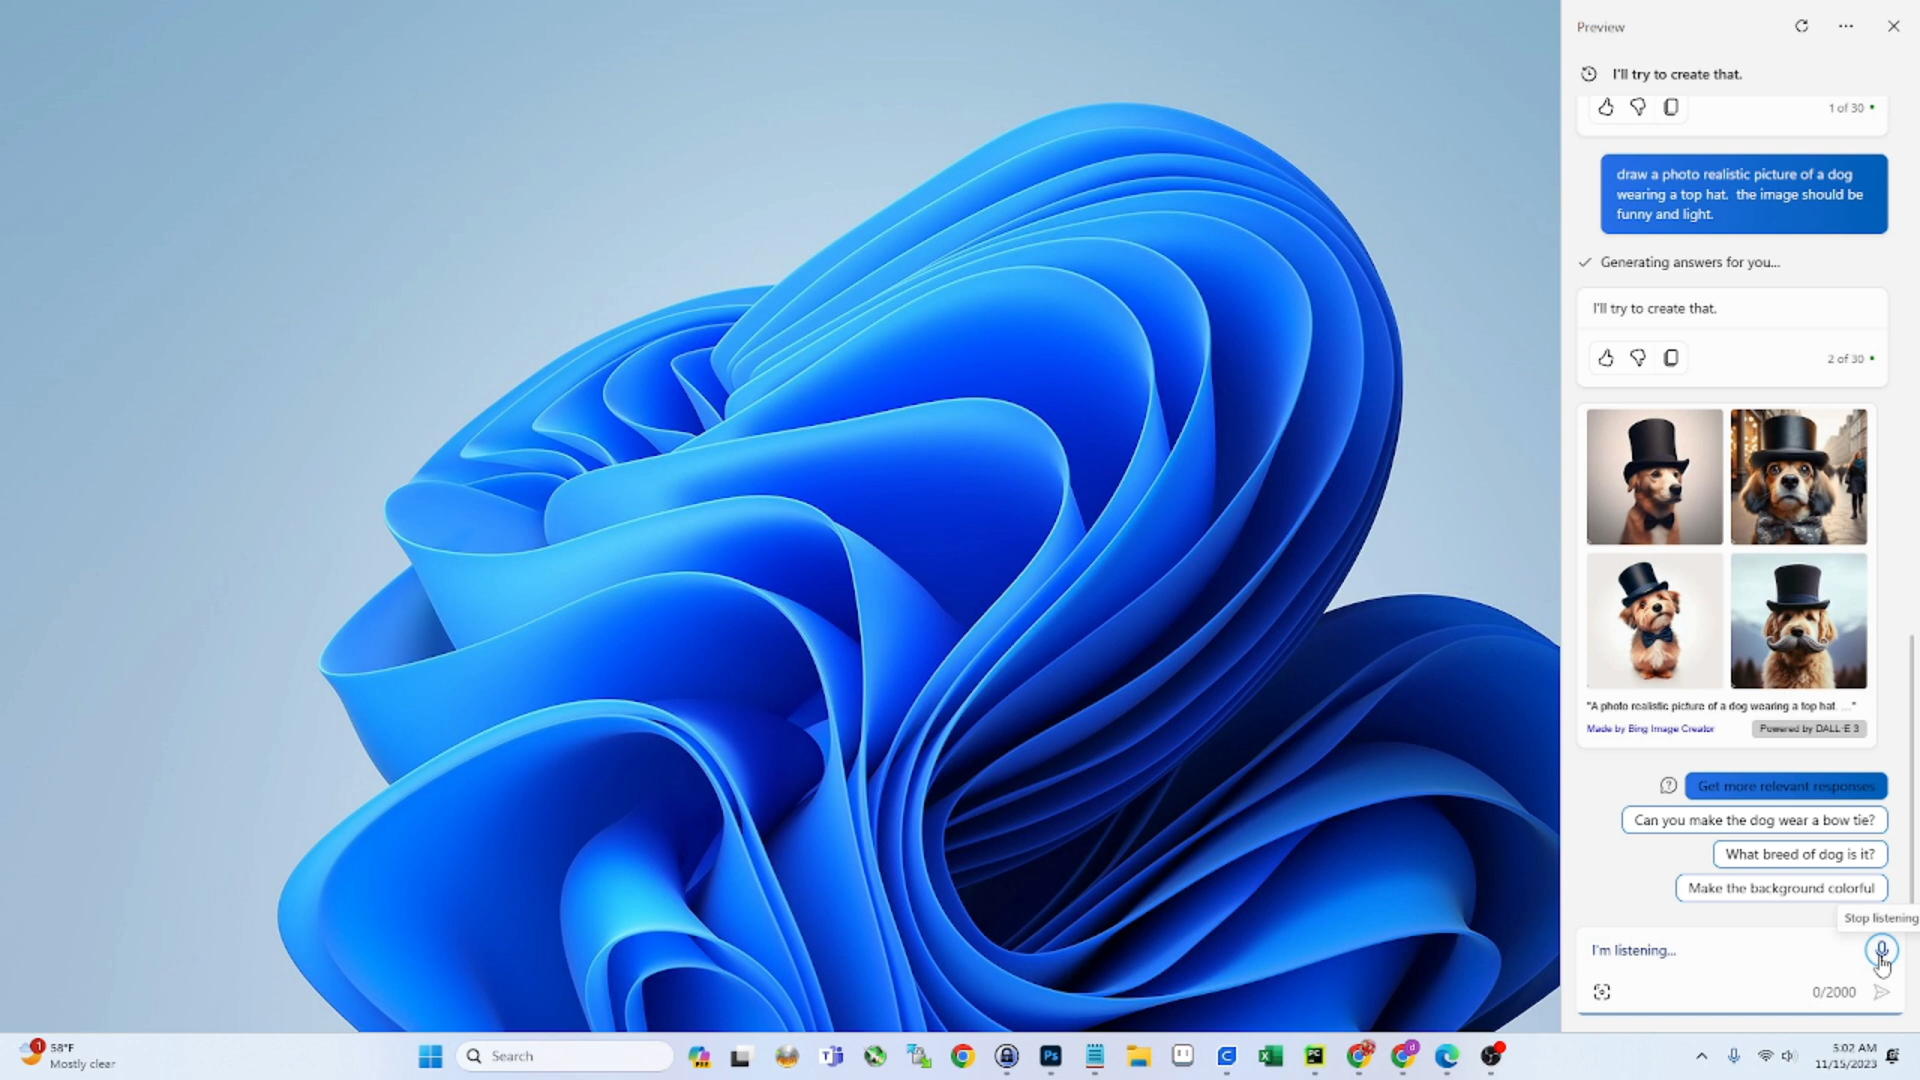 Preview
I'll try to create that.
1 of 30
draw a photo realistic picture of a dog
wearing a top hat.  the image should be
funny and light.
Generating answers for you...
I'll try to create that.
2 of 30
"A photo realistic picture of a dog wearing a top hat. ..."
Made by Bing Image Creator
Powered by DALL·E 3
Get more relevant responses
Can you make the dog wear a bow tie?
What breed of dog is it?
Make the background colorful
Stop listening
I'm listening...
0/2000
1
58°F
Mostly clear
Search
Ps
PC
5:02 AM
11/15/2023